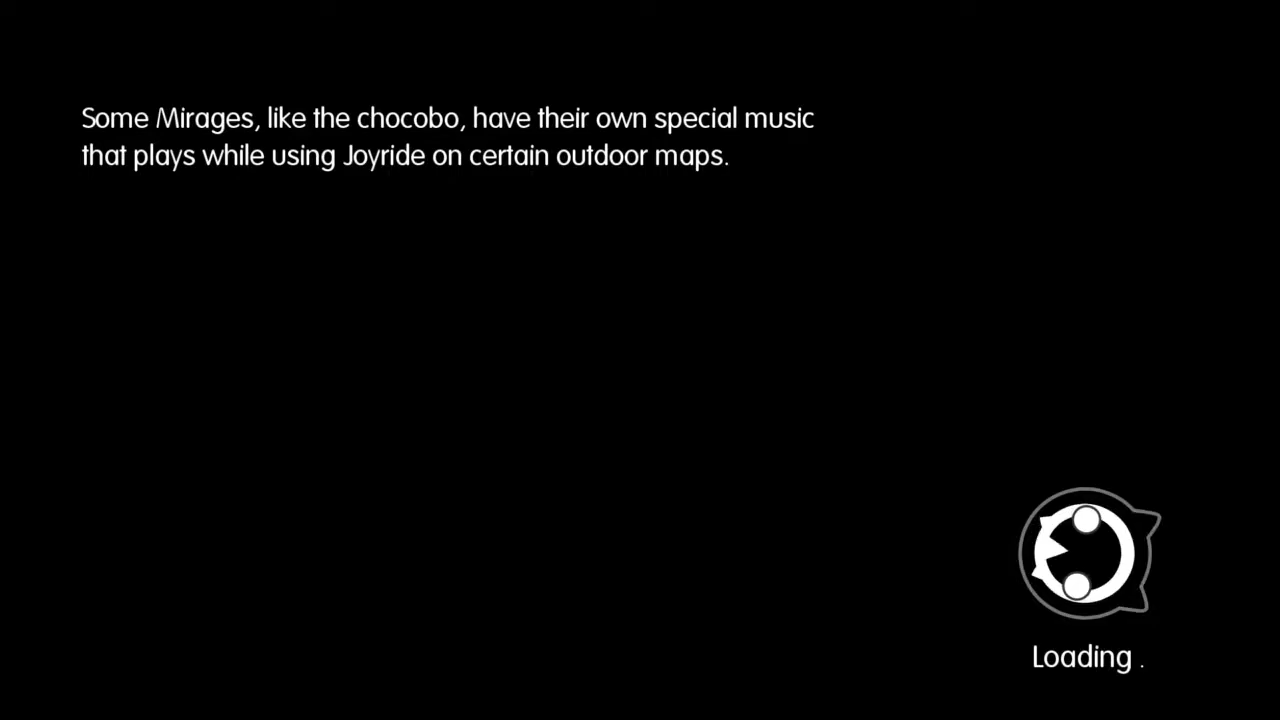 Some Mirages, like the chocobo, have their own special music
that plays while using Joyride on certain outdoor maps.
Loading .